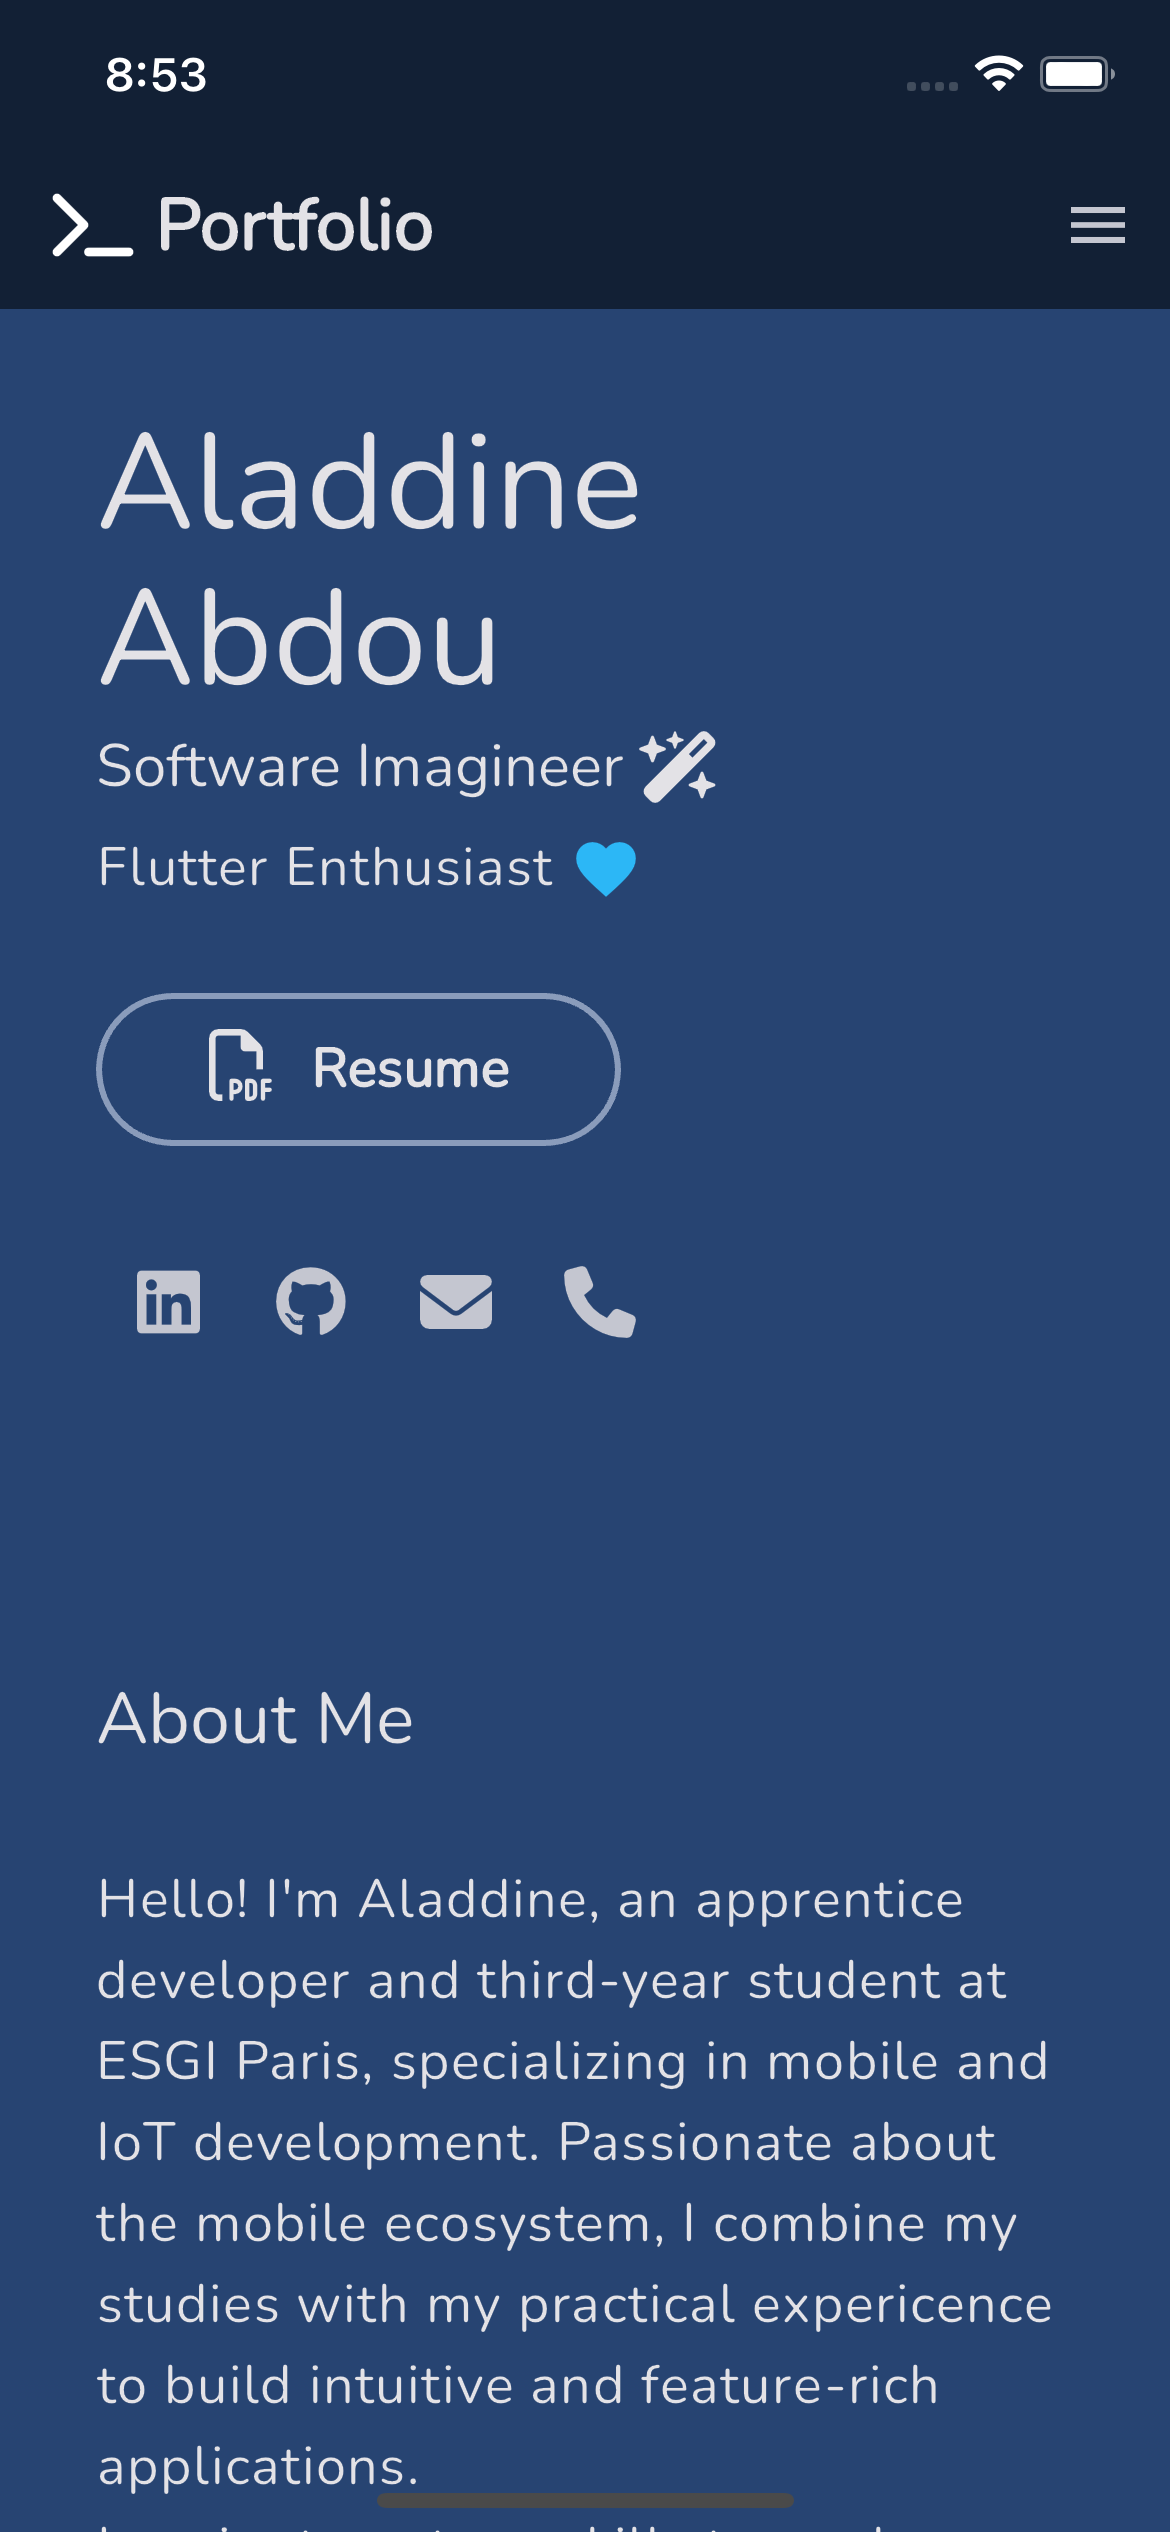 8:53
Portfolio
Aladdine
Abdou
Software Imagineer
Flutter Enthusiast
PDF Resume
in
About Me
Hello! I'm Aladdine, an apprentice
developer and third-year student at
ESGI Paris, specializing in mobile and
IoT development. Passionate about
the mobile ecosystem, I combine my
studies with my practical expericence
to build intuitive and feature-rich
applications.